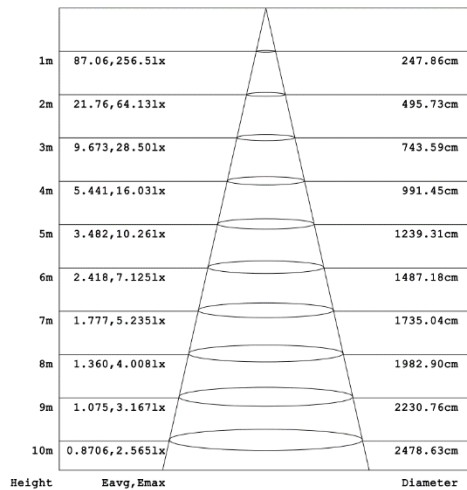 1m 87.06,256.5lx 247.86cm
2m 21.76,64.13lx 495.73cm
3m 9.673,28.50lx 743.59cm
4m 5.441,16.03lx 991.45cm
5m 3.482,10.26lx 1239.31cm
6m 2.418,7.125lx 1487.18cm
7m 1.777,5.235lx 1735.04cm
8m 1.360,4.008lx 1982.90cm
9m 1.075,3.167lx 2230.76cm
10m 0.8706,2.565lx 2478.63cm
Height Eavg,Emax Diameter